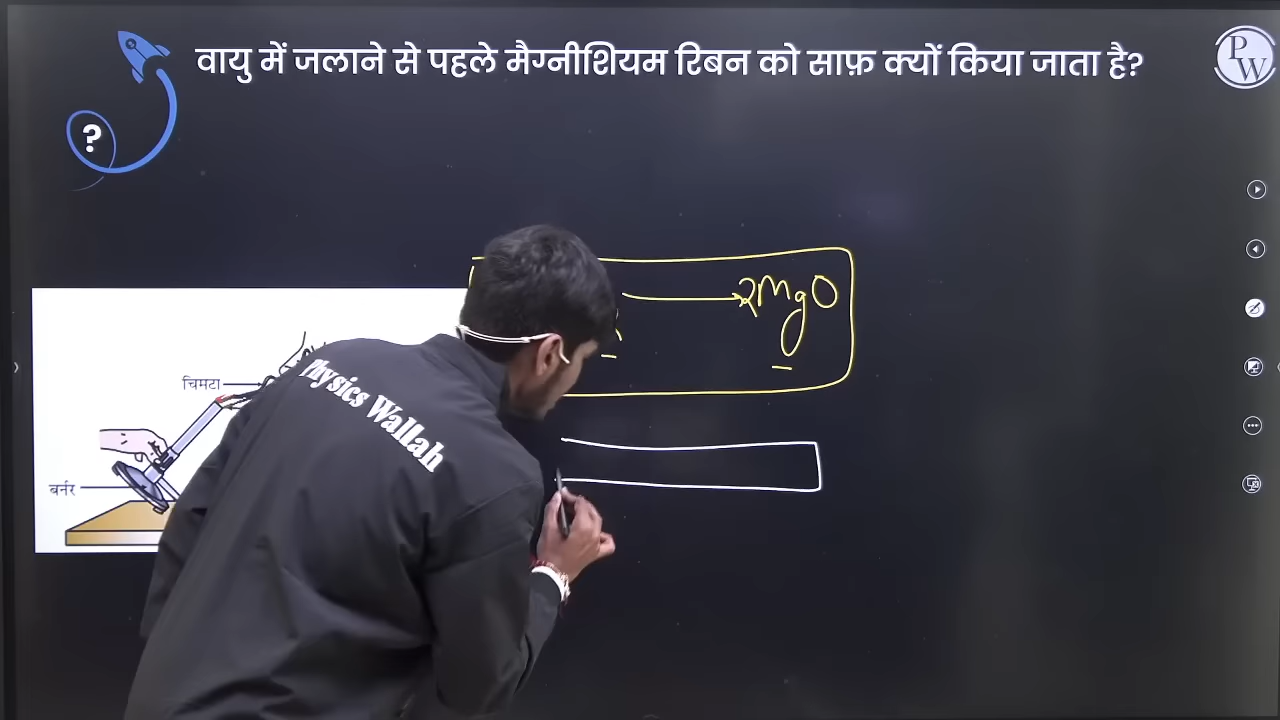 वायु में जलाने से पहले मैग्नीशियम रिबन को साफ़ क्यों किया जाता है?
PW
?
2MgO
चिमटा
Physics Wallah
बर्नर